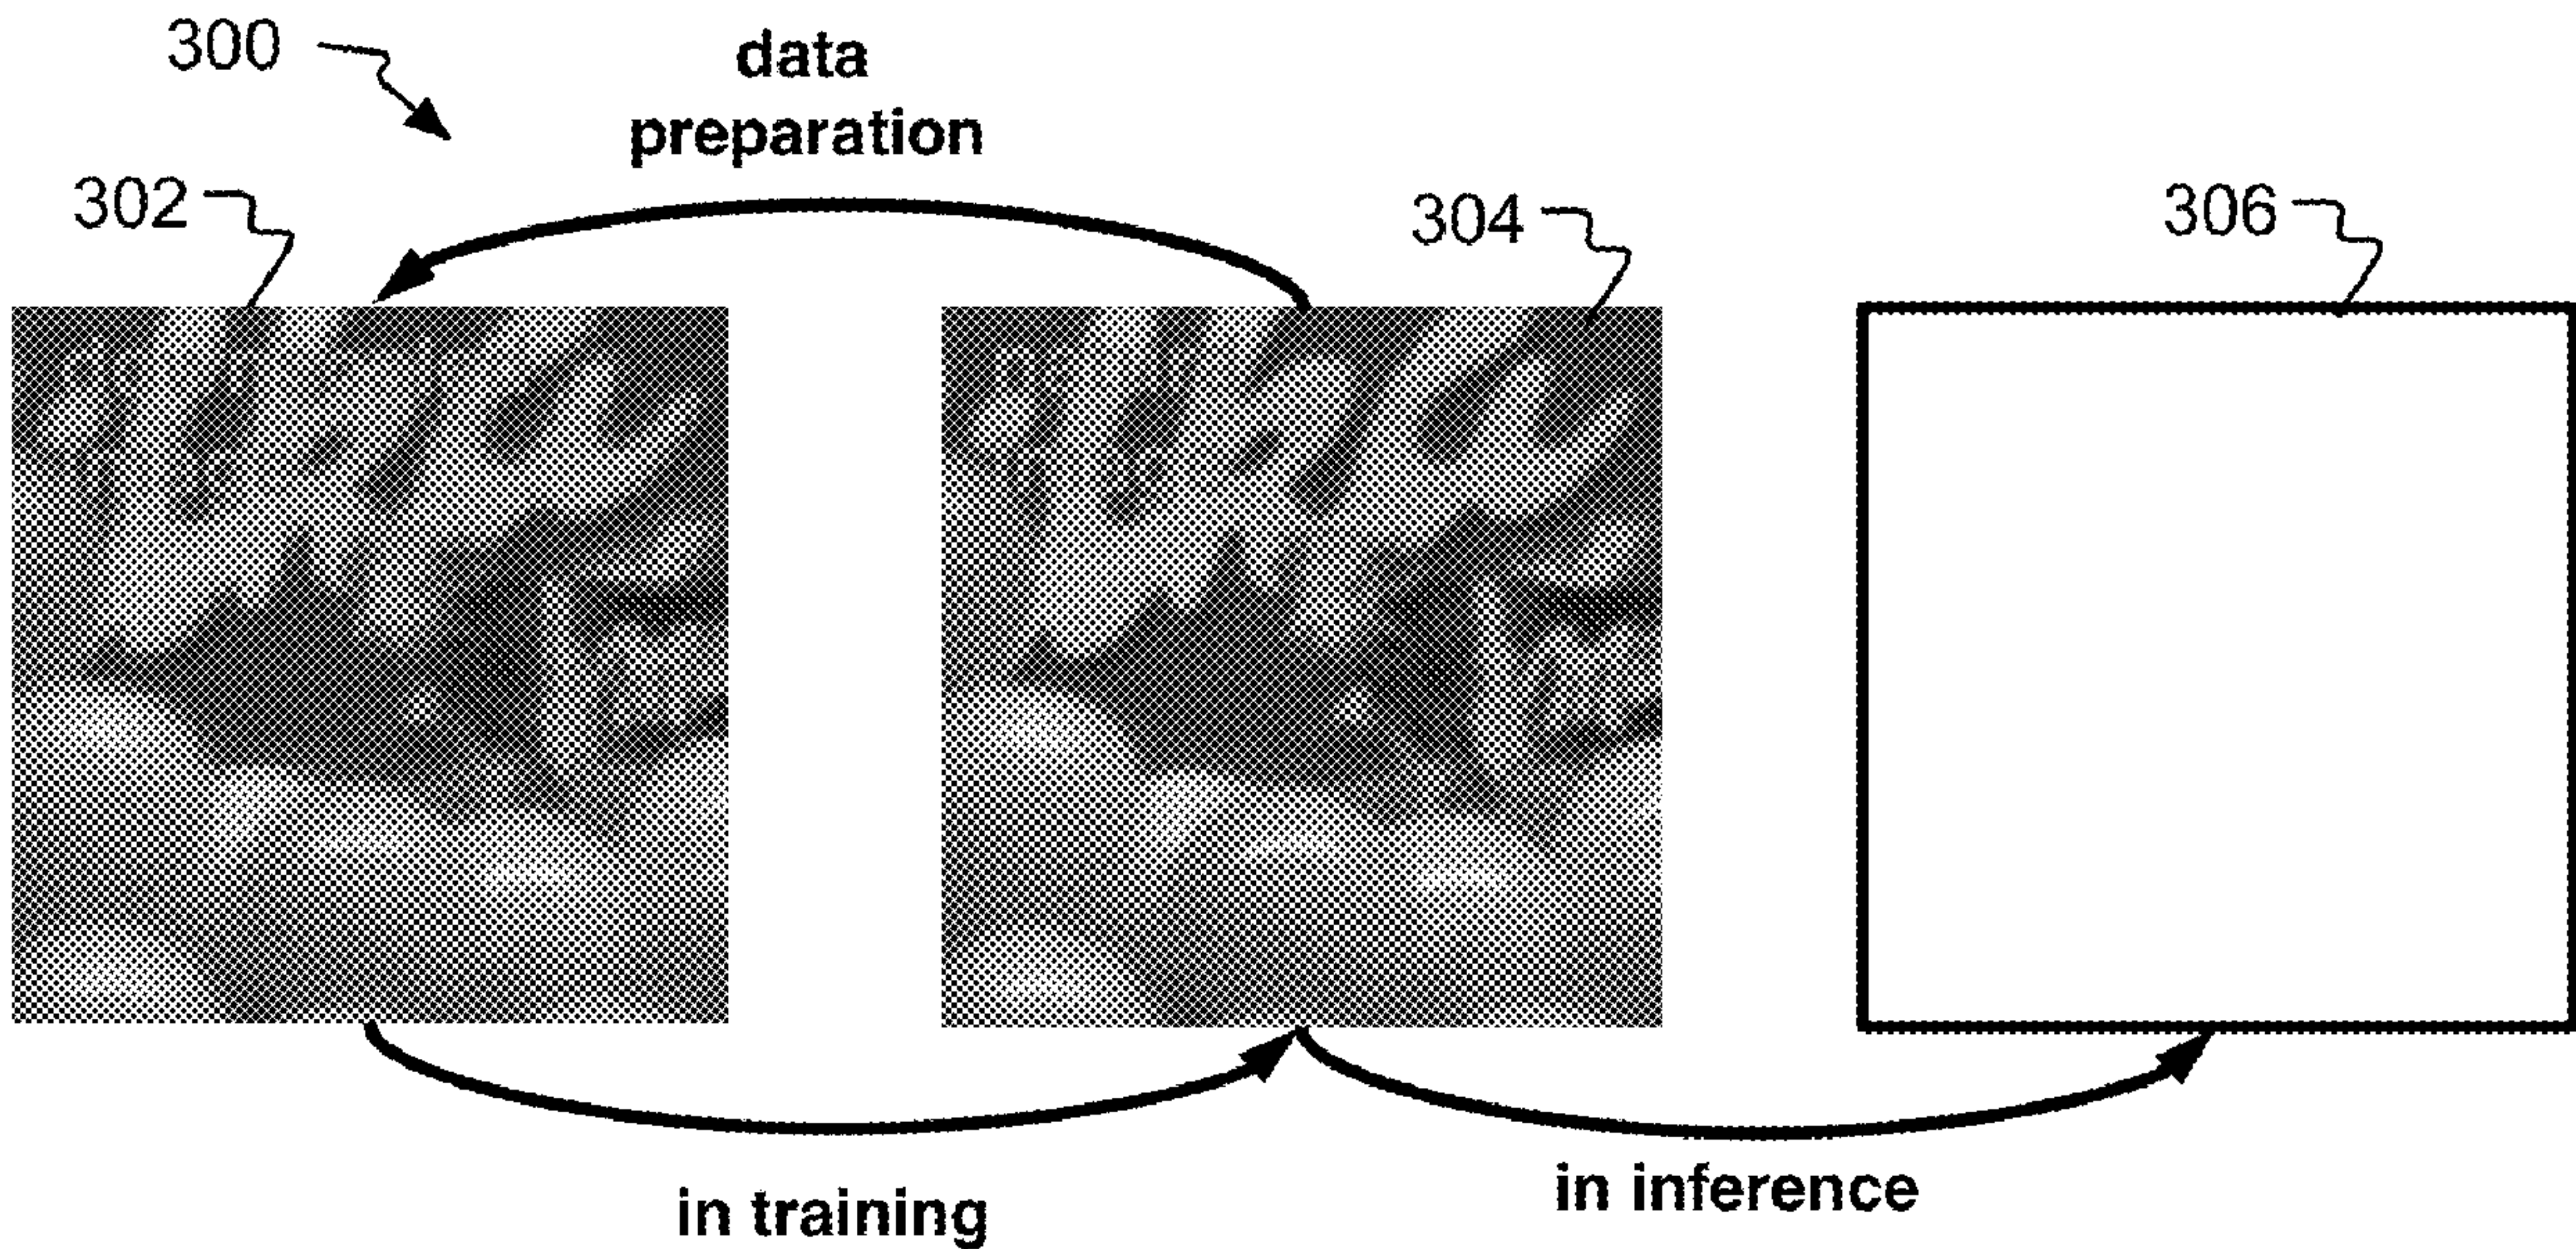 300
data
preparation
302
304
306
in training
in inference